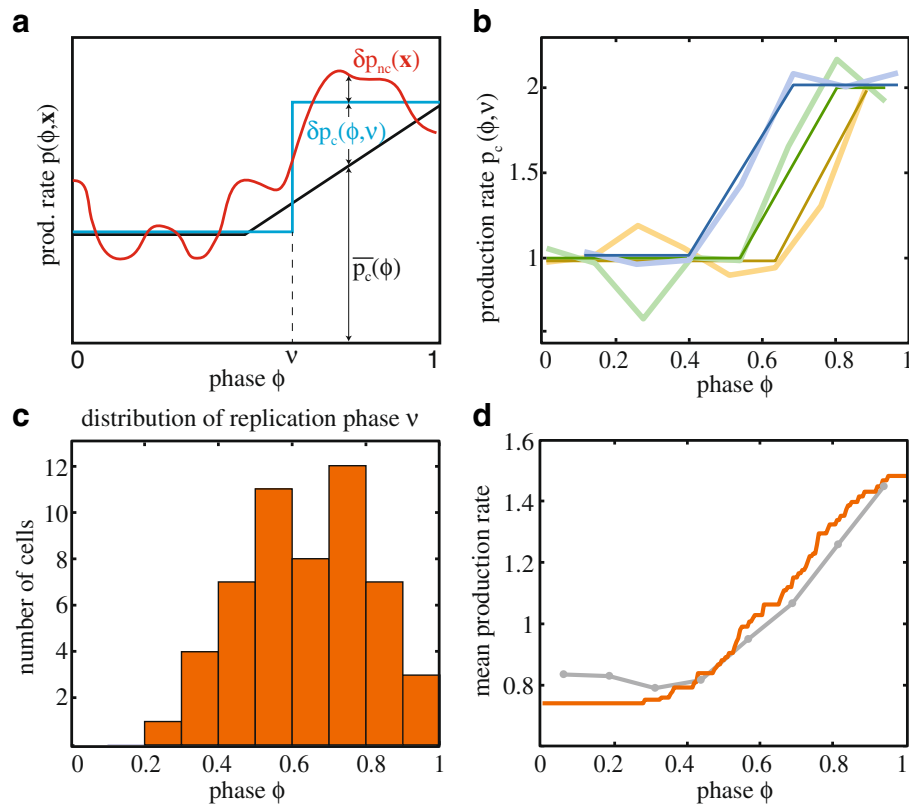 a
prod. rate p(ϕ,x)
δp_nc(x)
δp_c(ϕ,ν)
p̅_c̅(ϕ)
0
ν
1
phase ϕ
b
production rate p_c(ϕ,ν)
2
1.5
1
0
0.2
0.4
0.6
0.8
1
phase ϕ
c
distribution of replication phase ν
number of cells
12
10
8
6
4
2
0
0.2
0.4
0.6
0.8
1
phase ϕ
d
mean production rate
1.6
1.4
1.2
1
0.8
0
0.2
0.4
0.6
0.8
1
phase ϕ